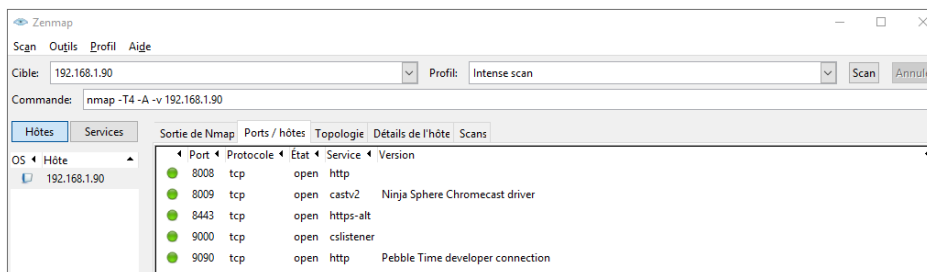 Zenmap
Scan Outils Profil Aide
Cible: 192.168.1.90 Profil: Intense scan Scan Annule
Commande: nmap -T4 -A -v 192.168.1.90
Hôtes Services Sortie de Nmap Ports / hôtes Topologie Détails de l'hôte Scans
OS Hôte Port Protocole État Service Version
192.168.1.90 8008 tcp open http
8009 tcp open castv2 Ninja Sphere Chromecast driver
8443 tcp open https-alt
9000 tcp open cslistener
9090 tcp open http Pebble Time developer connection